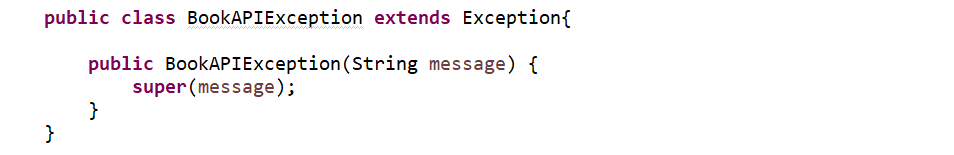 public class BookAPIException extends Exception{
public BookAPIException(String message) {
super(message);
}
}